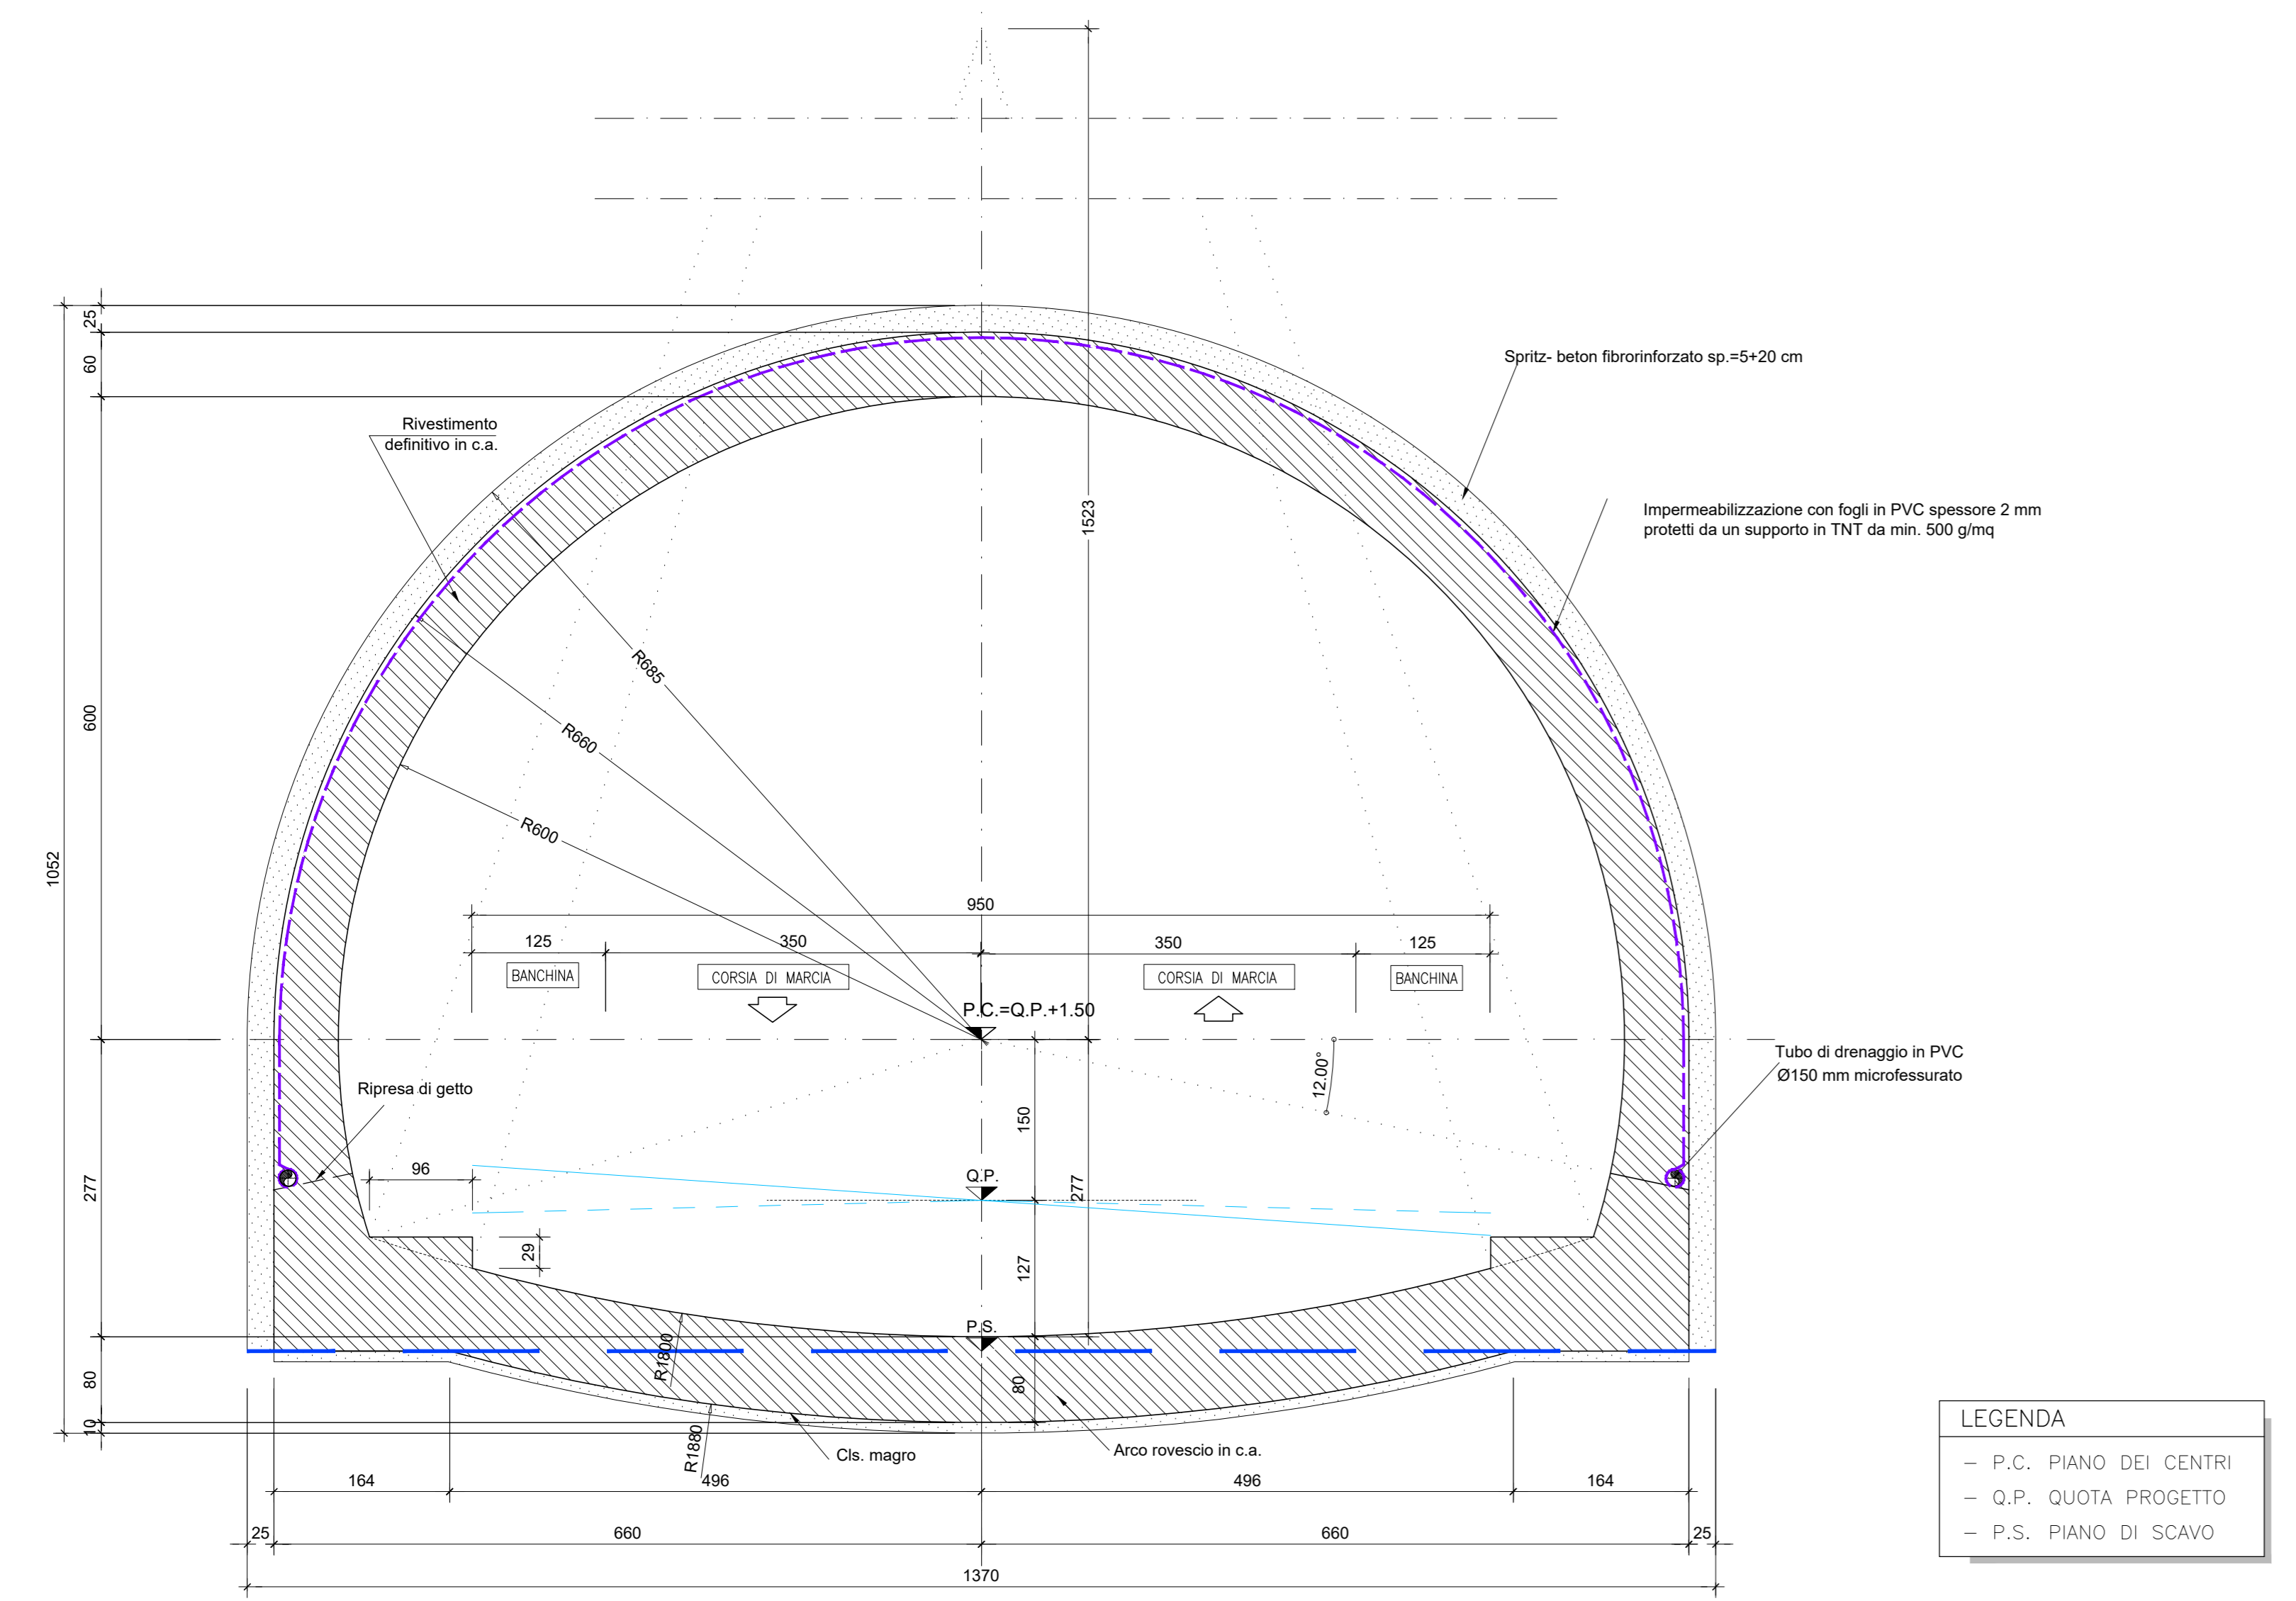 1523
25
60
Spritz- beton fibrorinforzato sp.=5+20 cm
Rivestimento
definitivo in c.a.
Impermeabilizzazione con fogli in PVC spessore 2 mm
protetti da un supporto in TNT da min. 500 g/mq
R685
R660
R600
600
1052
950
125
350
350
125
BANCHINA
CORSIA DI MARCIA
CORSIA DI MARCIA
BANCHINA
P.C.=Q.P.+1.50
12.00°
Tubo di drenaggio in PVC
Ø150 mm microfessurato
Ripresa di getto
150
96
Q.P.
277
277
29
127
P.S.
R1800
80
80
10
R1880
Cls. magro
Arco rovescio in c.a.
164
496
496
164
25
660
660
25
1370
LEGENDA
– P.C. PIANO DEI CENTRI
– Q.P. QUOTA PROGETTO
– P.S. PIANO DI SCAVO